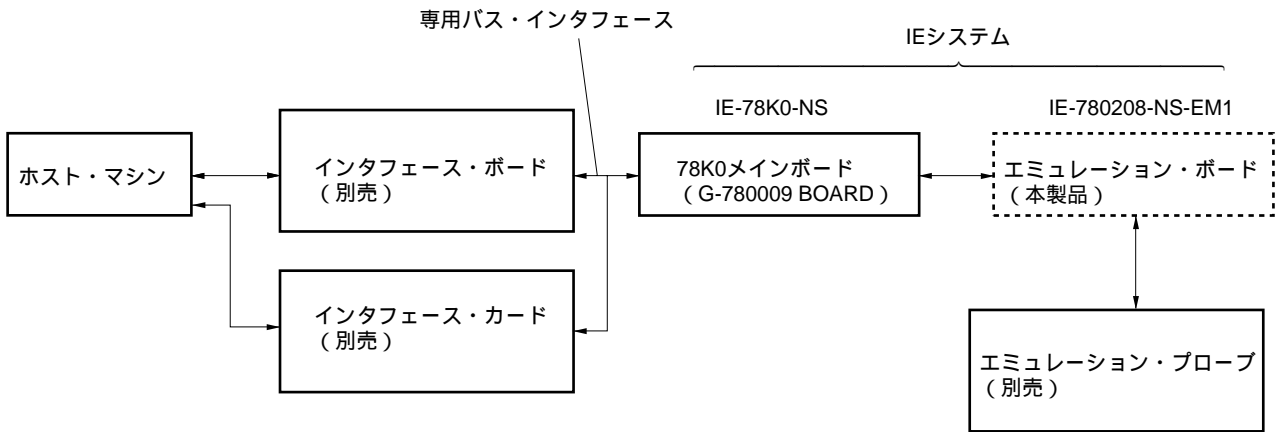 専用バス・インタフェース
IEシステム
IE-78K0-NS
IE-780208-NS-EM1
ホスト・マシン
インタフェース・ボード
（別売）
78K0メインボード
（G-780009 BOARD）
エミュレーション・ボード
（本製品）
インタフェース・カード
（別売）
エミュレーション・プローブ
（別売）